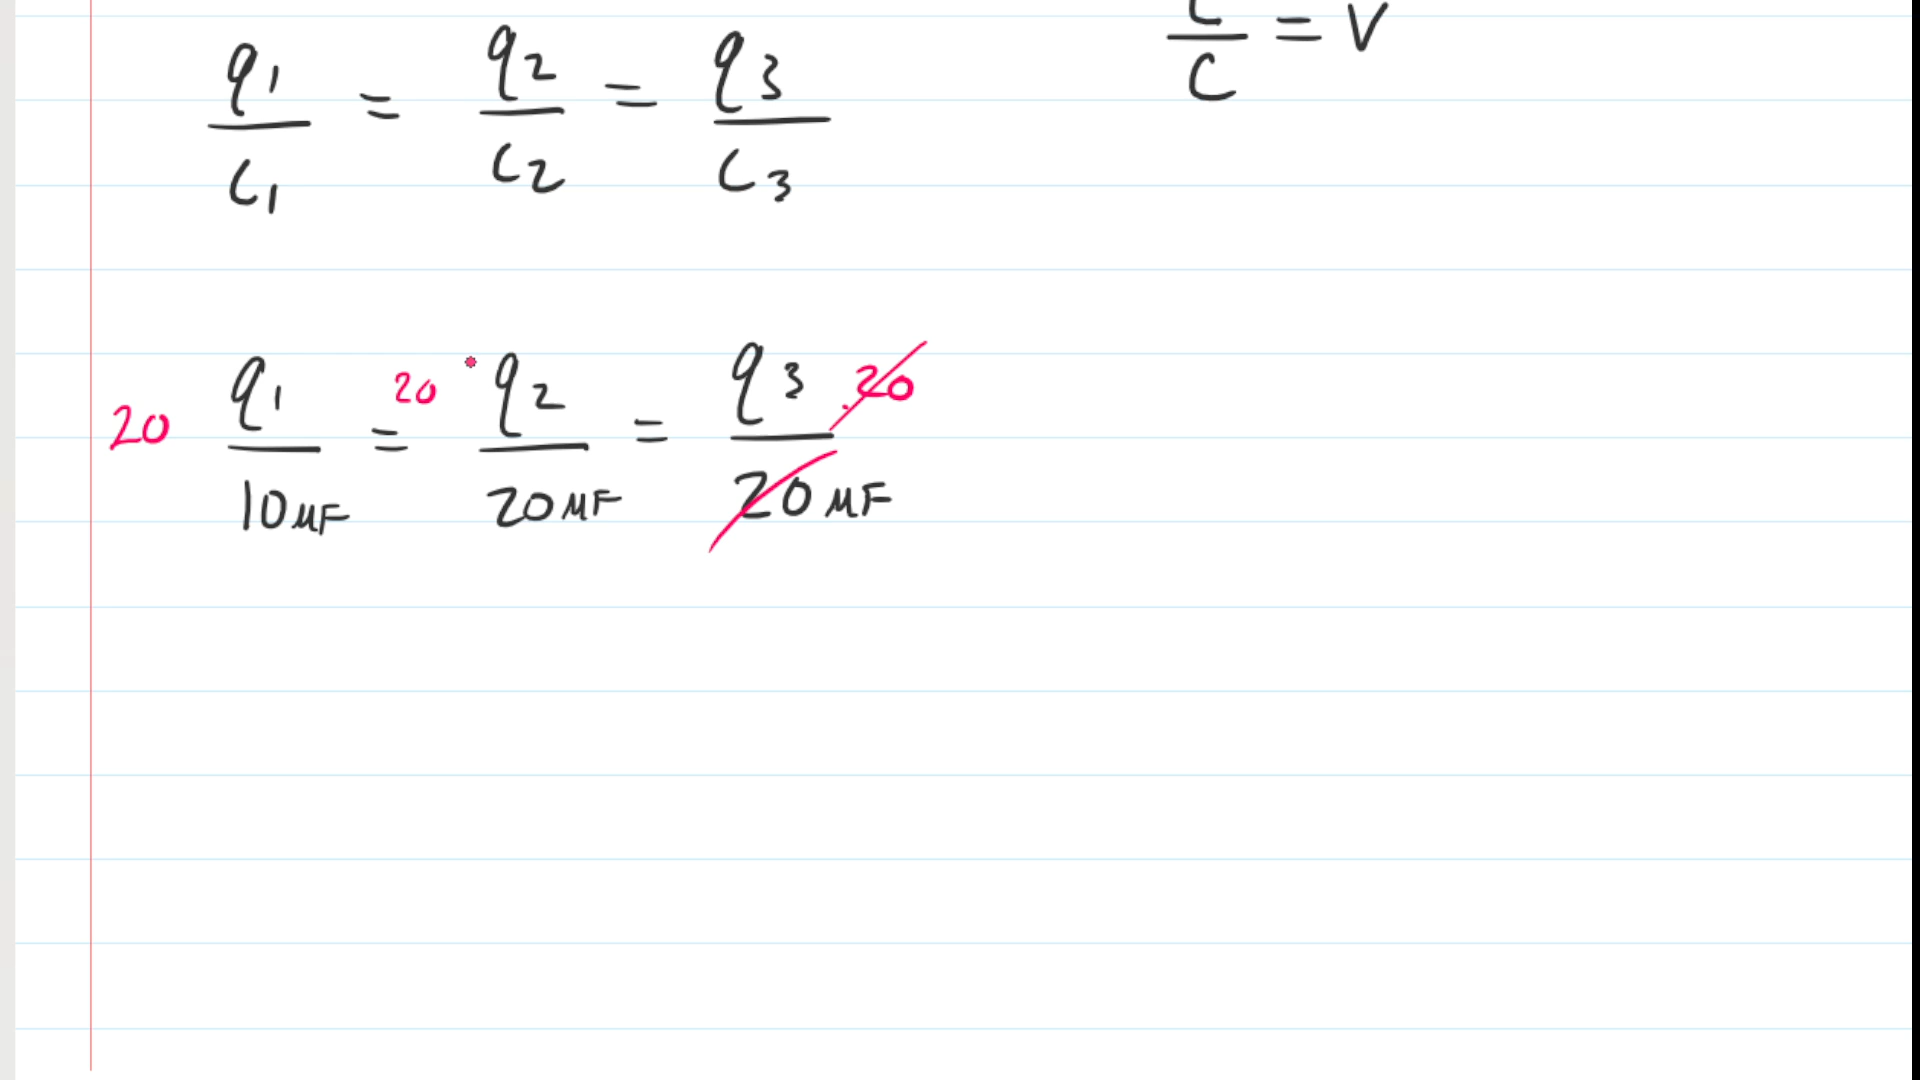 q1/C1 = q2/C2 = q3/C3
/C = V
20 q1/10μF = 20 q2/20μF = q3 .20/20μF